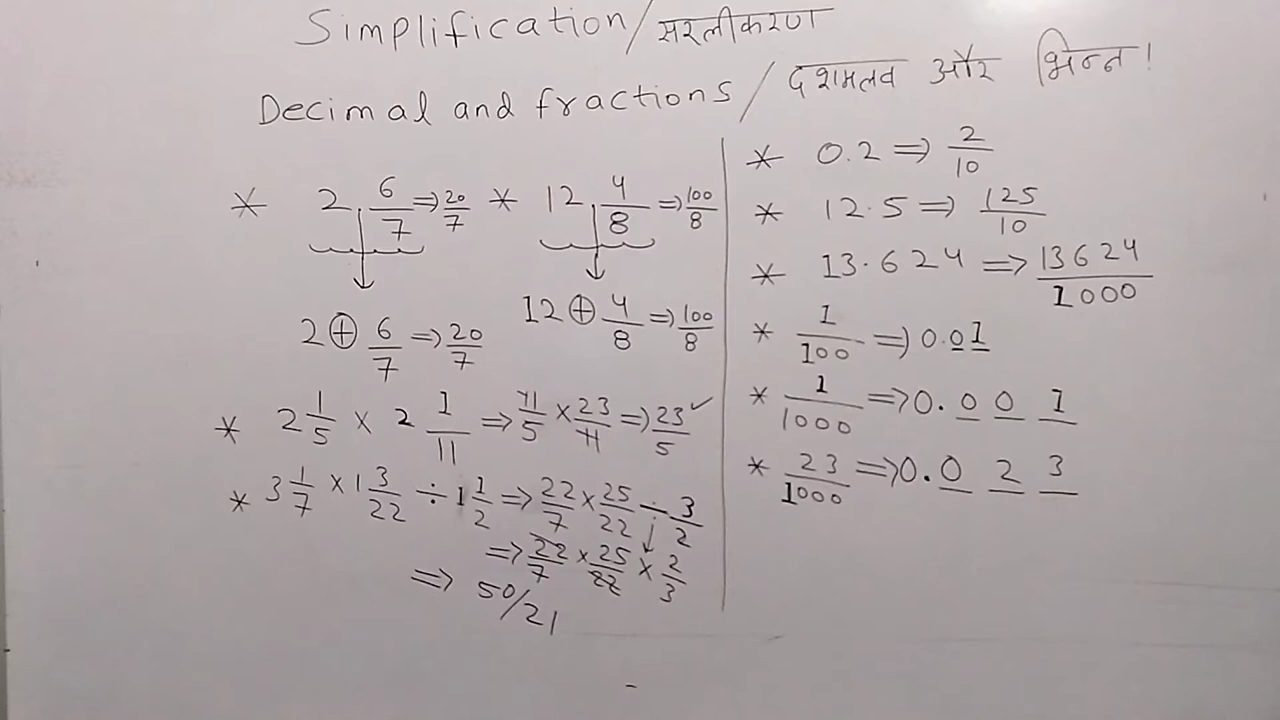 Simplification/सरलीकरण
Decimal and fractions/दशमलव और भिन्न।
* 2 6/7 ⇒ 20/7 * 12 4/8 ⇒ 100/8
2 ⊕ 6/7 ⇒ 20/7 12 ⊕ 4/8 ⇒ 100/8
* 2 1/5 × 2 1/11 ⇒ 11/5 × 23/11 ⇒ 23/5 ✓
* 3 1/7 × 1 3/22 ÷ 1 1/2 ⇒ 22/7 × 25/22 ÷ 3/2
⇒ 22/7 × 25/22 × 2/3
⇒ 50/21
* 0.2 ⇒ 2/10
* 12.5 ⇒ 125/10
* 13.624 ⇒ 13624/1000
* 1/100 ⇒ 0.01
* 1/1000 ⇒ 0.001
* 23/1000 ⇒ 0.023